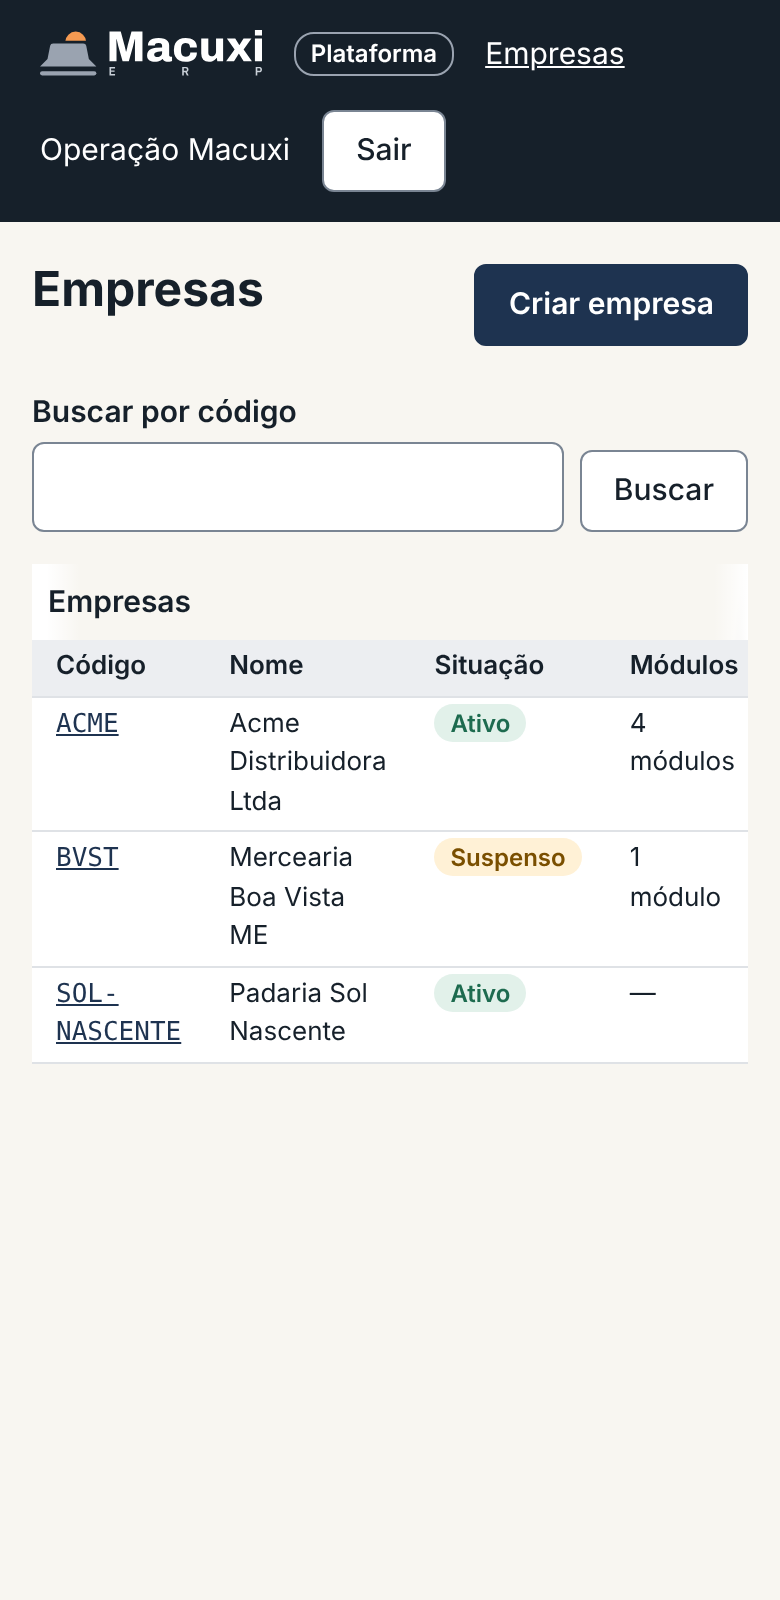 Macuxi
E R P
Plataforma
Empresas
Operação Macuxi
Sair
Empresas
Criar empresa
Buscar por código
Buscar
Empresas
Código Nome Situação Módulos
ACME Acme Distribuidora Ltda Ativo 4 módulos
BVST Mercearia Boa Vista ME Suspenso 1 módulo
SOL-NASCENTE Padaria Sol Nascente Ativo —